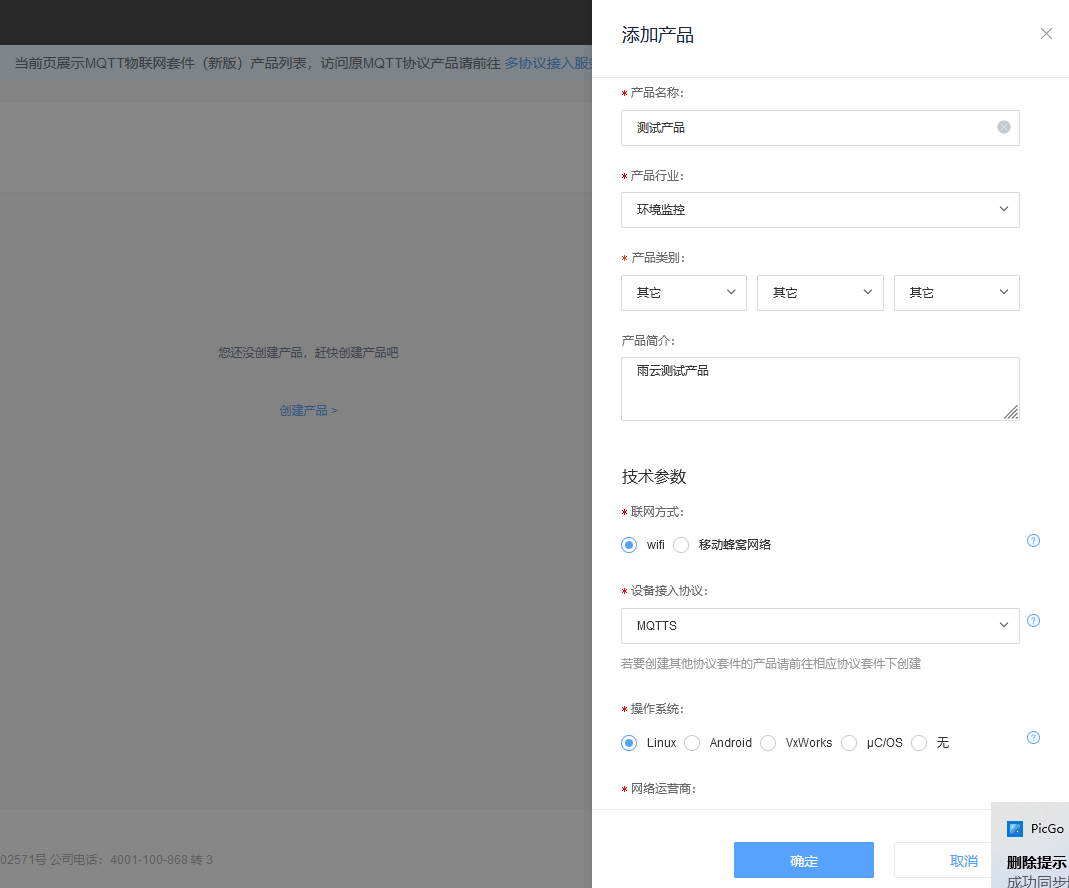 添加产品
当前页展示MQTT物联网套件（新版）产品列表，访问原MQTT协议产品请前往 多协议接入服务
* 产品名称:
测试产品
* 产品行业:
环境监控
* 产品类别:
其它 其它 其它
产品简介:
雨云测试产品
您还没创建产品，赶快创建产品吧
创建产品 >
技术参数
* 联网方式:
wifi 移动蜂窝网络
* 设备接入协议:
MQTTS
若要创建其他协议套件的产品请前往相应协议套件下创建
* 操作系统:
Linux Android VxWorks μC/OS 无
* 网络运营商:
确定 取消
02571号 公司电话：4001-100-868 转 3
PicGo
删除提示
成功同步